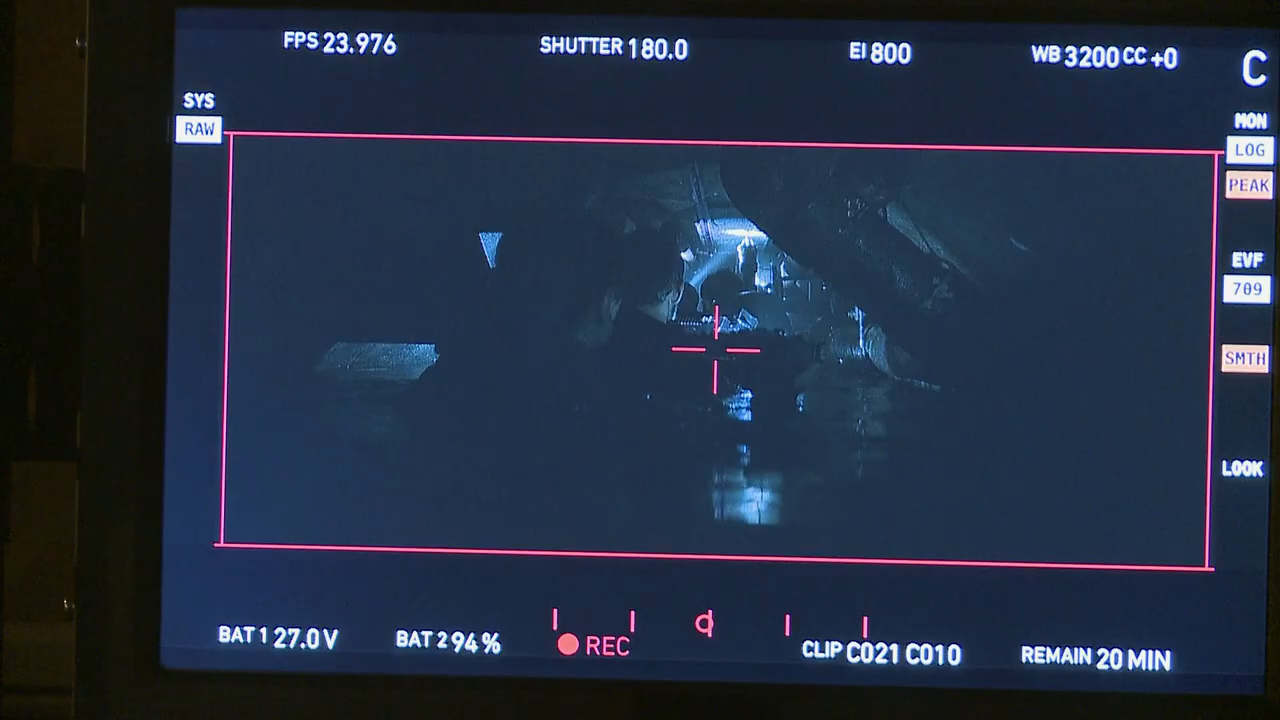 FPS 23.976 SHUTTER 180.0 EI 800 WB 3200 CC +0
C
SYS
RAW
MON
LOG
PEAK
EVF
709
SMTH
LOOK
BAT 1 27.0 V BAT 2 94 % REC CLIP C021 C010 REMAIN 20 MIN